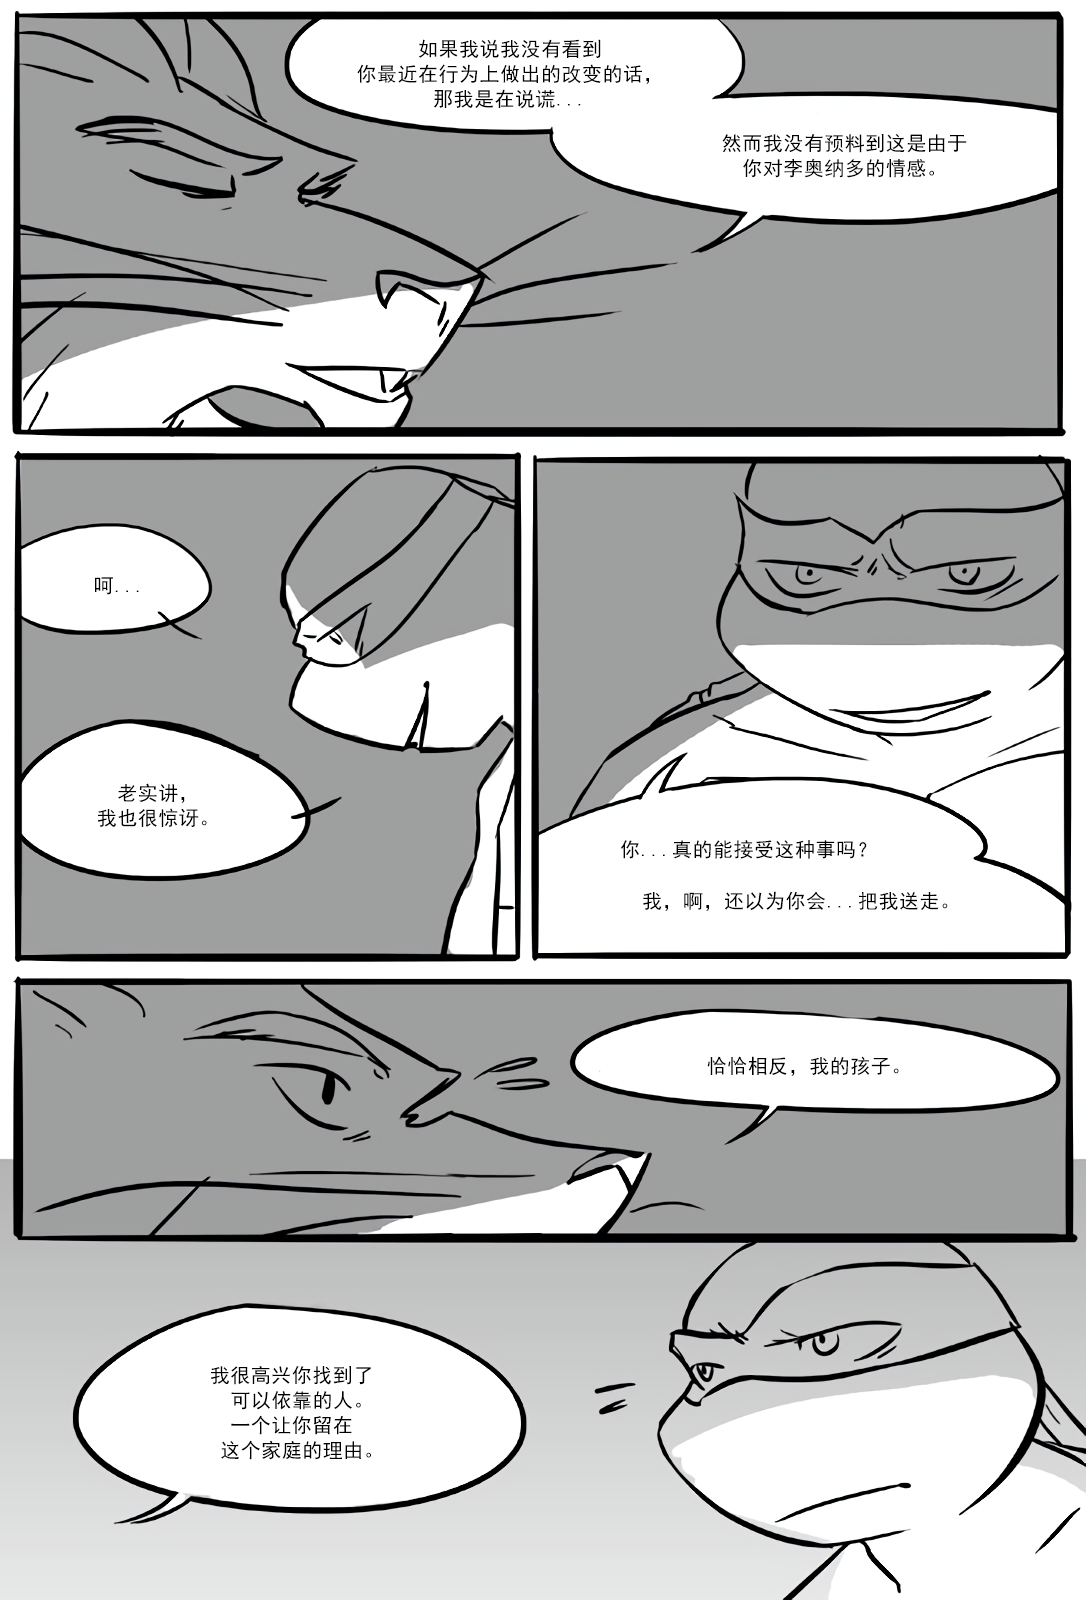 如果我说我没有看到
你最近在行为上做出的改变的话，
那我是在说谎...
然而我没有预料到这是由于
你对李奥纳多的情感。
呵...
老实讲，
我也很惊讶。
你...真的能接受这种事吗？
我，啊，还以为你会...把我送走。
恰恰相反，我的孩子。
我很高兴你找到了
可以依靠的人。
一个让你留在
这个家庭的理由。